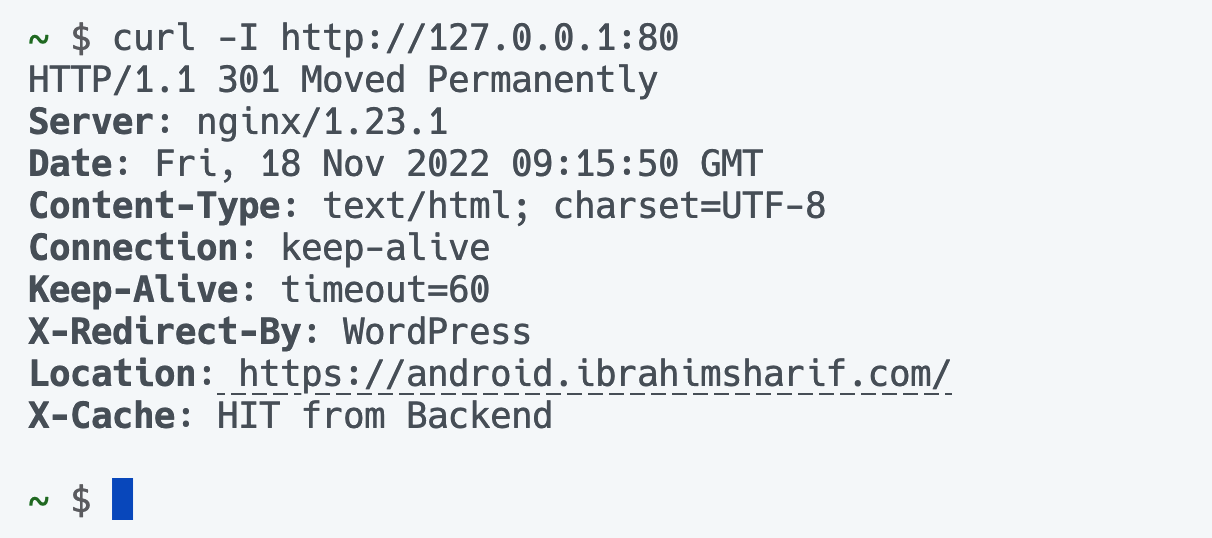 ~ $ curl -I http://127.0.0.1:80
HTTP/1.1 301 Moved Permanently
Server: nginx/1.23.1
Date: Fri, 18 Nov 2022 09:15:50 GMT
Content-Type: text/html; charset=UTF-8
Connection: keep-alive
Keep-Alive: timeout=60
X-Redirect-By: WordPress
Location: https://android.ibrahimsharif.com/
X-Cache: HIT from Backend
~ $